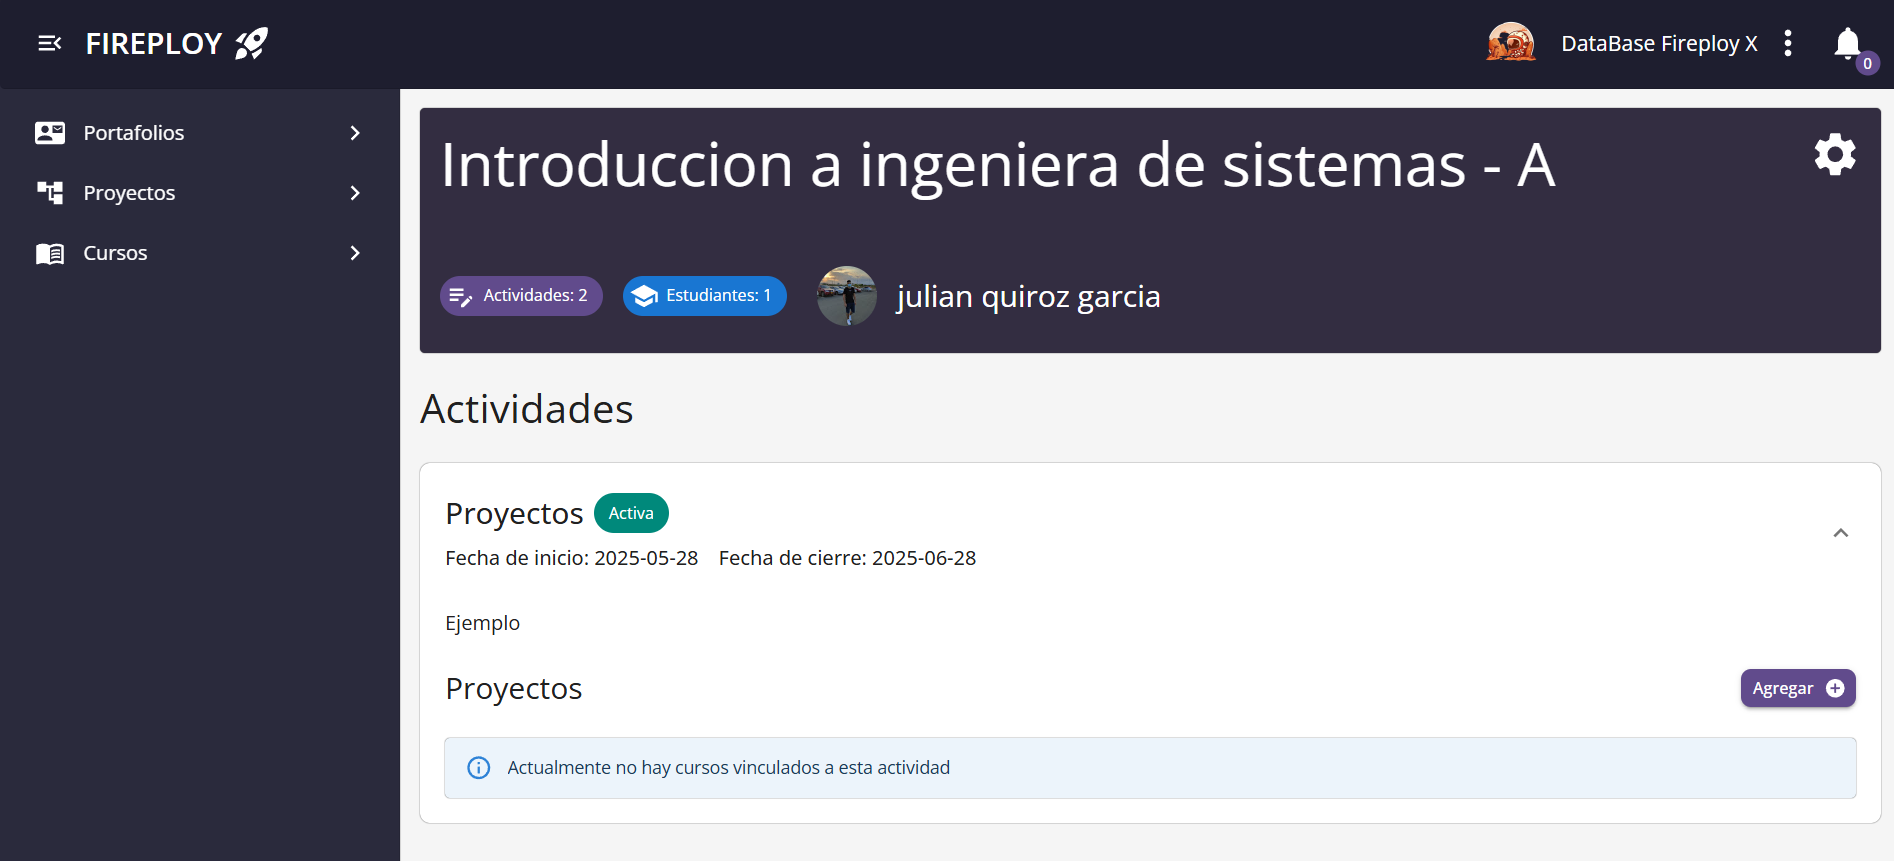 FIREPLOY
DataBase Fireploy X
0
Portafolios
Proyectos
Cursos
Introduccion a ingeniera de sistemas - A
Actividades: 2
Estudiantes: 1
julian quiroz garcia
Actividades
Proyectos
Activa
Fecha de inicio: 2025-05-28
Fecha de cierre: 2025-06-28
Ejemplo
Proyectos
Agregar
Actualmente no hay cursos vinculados a esta actividad